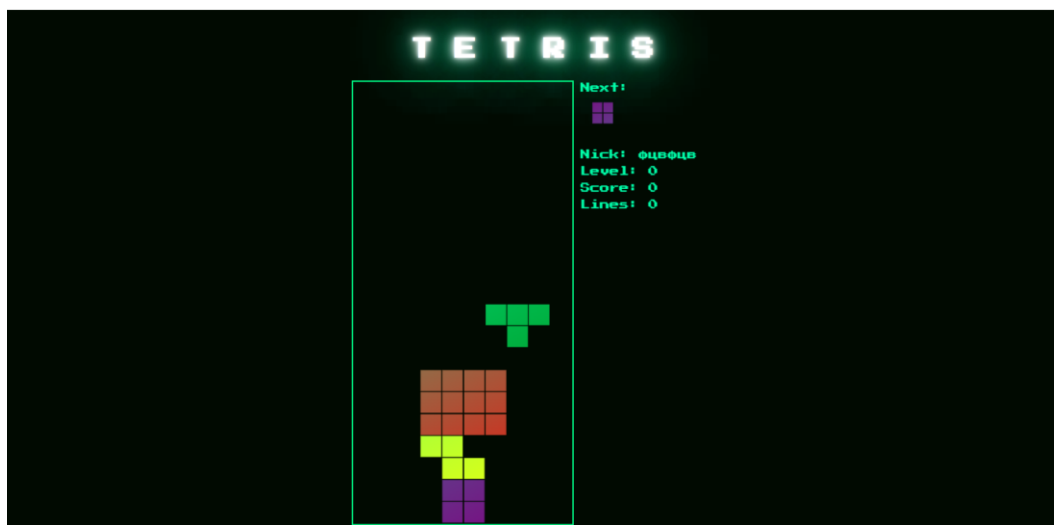 TETRIS
Next:
Nick: фцвфцв
Level: 0
Score: 0
Lines: 0